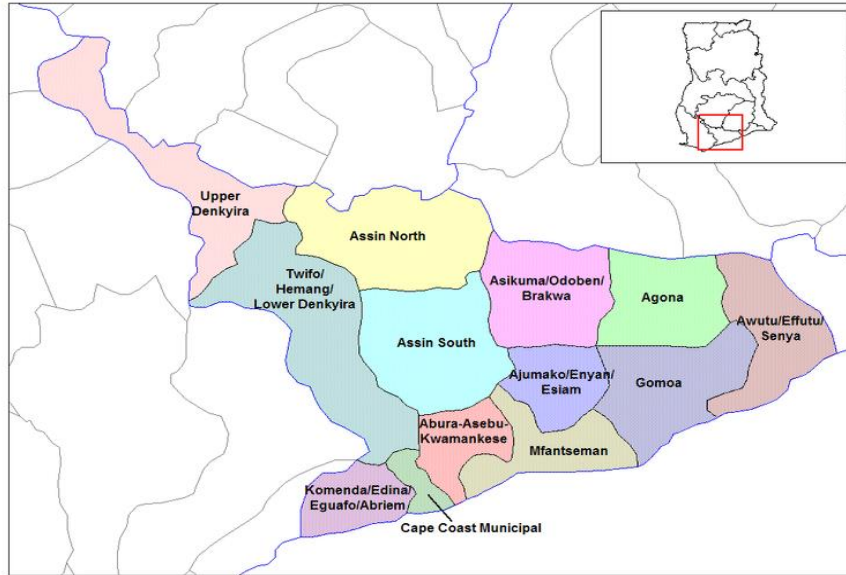 Upper
Denkyira
Assin North
Twifo/
Hemang/
Lower Denkyira
Asikuma/Odoben/
Brakwa
Agona
Awutu/Effutu/
Senya
Assin South
Ajumako/Enyan/
Esiam
Gomoa
Abura-Asebu-
Kwamankese
Mfantseman
Komenda/Edina/
Eguafo/Abriem
Cape Coast Municipal